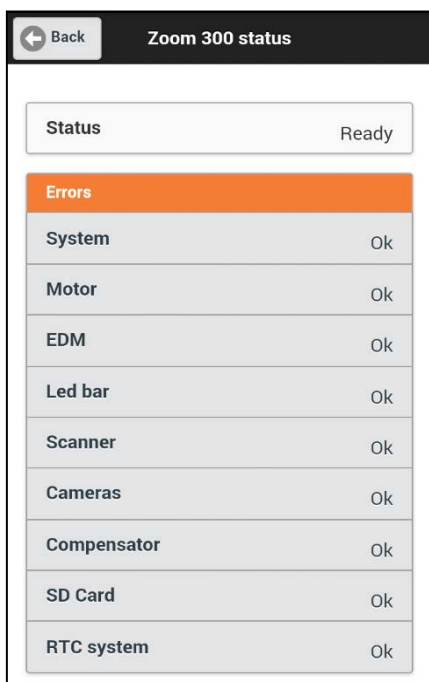 Back
Zoom 300 status
Status Ready
Errors
System Ok
Motor Ok
EDM Ok
Led bar Ok
Scanner Ok
Cameras Ok
Compensator Ok
SD Card Ok
RTC system Ok